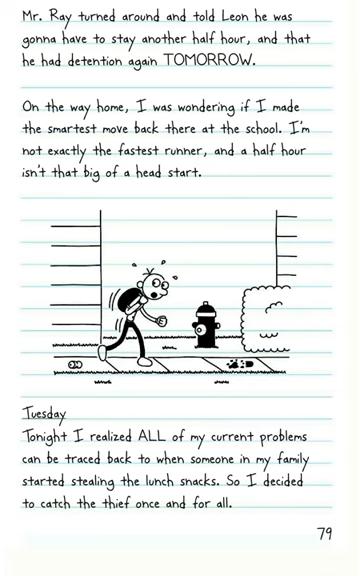 Mr. Ray turned around and told Leon he was
gonna have to stay another half hour, and that
he had detention again TOMORROW.
On the way home, I was wondering if I made
the smartest move back there at the school. I'm
not exactly the fastest runner, and a half hour
isn't that big of a head start.
Tuesday
Tonight I realized ALL of my current problems
can be traced back to when someone in my family
started stealing the lunch snacks. So I decided
to catch the thief once and for all.
79